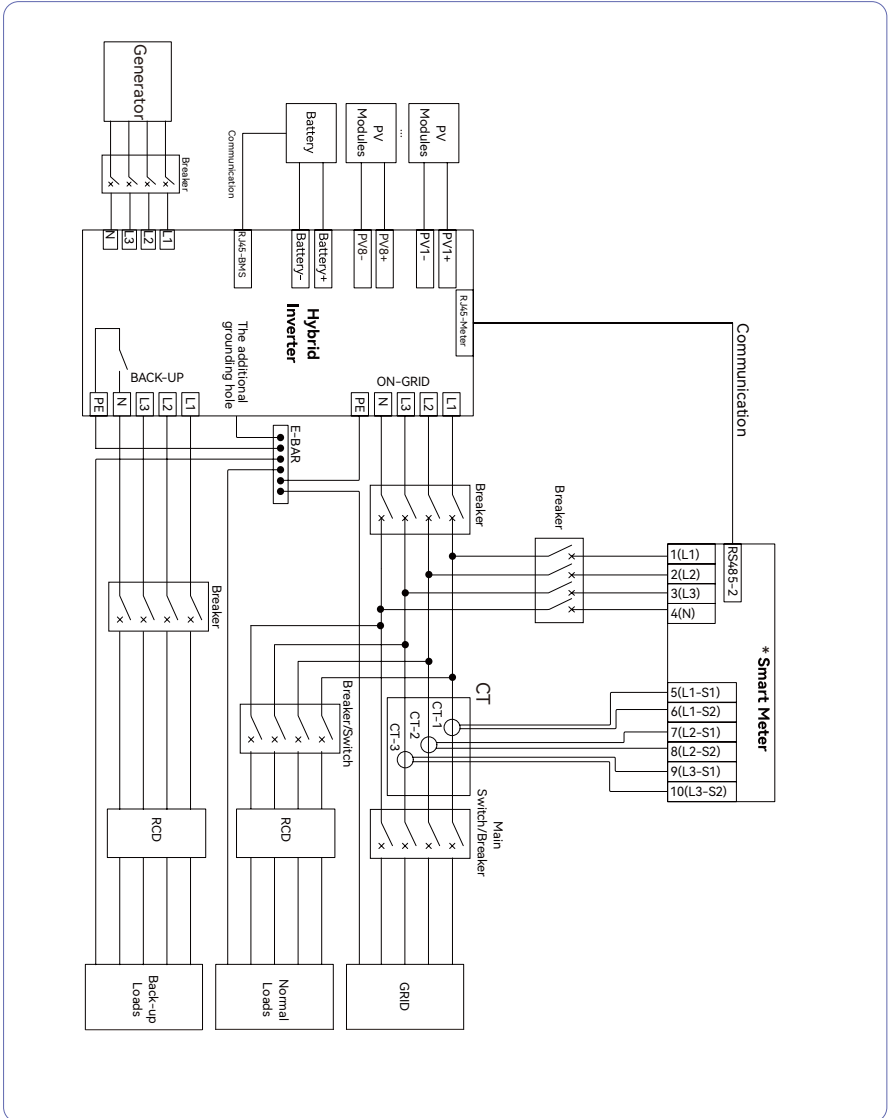 Generator
Breaker
N
L3
L2
L1
Communication
Battery
PV
Modules
...
PV
Modules
RJ45-BMS
Battery-
Battery+
PV8-
PV8+
PV1-
PV1+
RJ45-Meter
Hybrid
Inverter
The additional
grounding hole
BACK-UP
ON-GRID
PE
N
L3
L2
L1
PE
N
L3
L2
L1
E-BAR
Communication
Breaker
Breaker
RS485-2
1(L1)
2(L2)
3(L3)
4(N)
* Smart Meter
5(L1-S1)
6(L1-S2)
7(L2-S1)
8(L2-S2)
9(L3-S1)
10(L3-S2)
Breaker
Breaker/Switch
CT
CT-1
CT-2
CT-3
Main
Switch/Breaker
RCD
RCD
Back-up
Loads
Normal
Loads
GRID